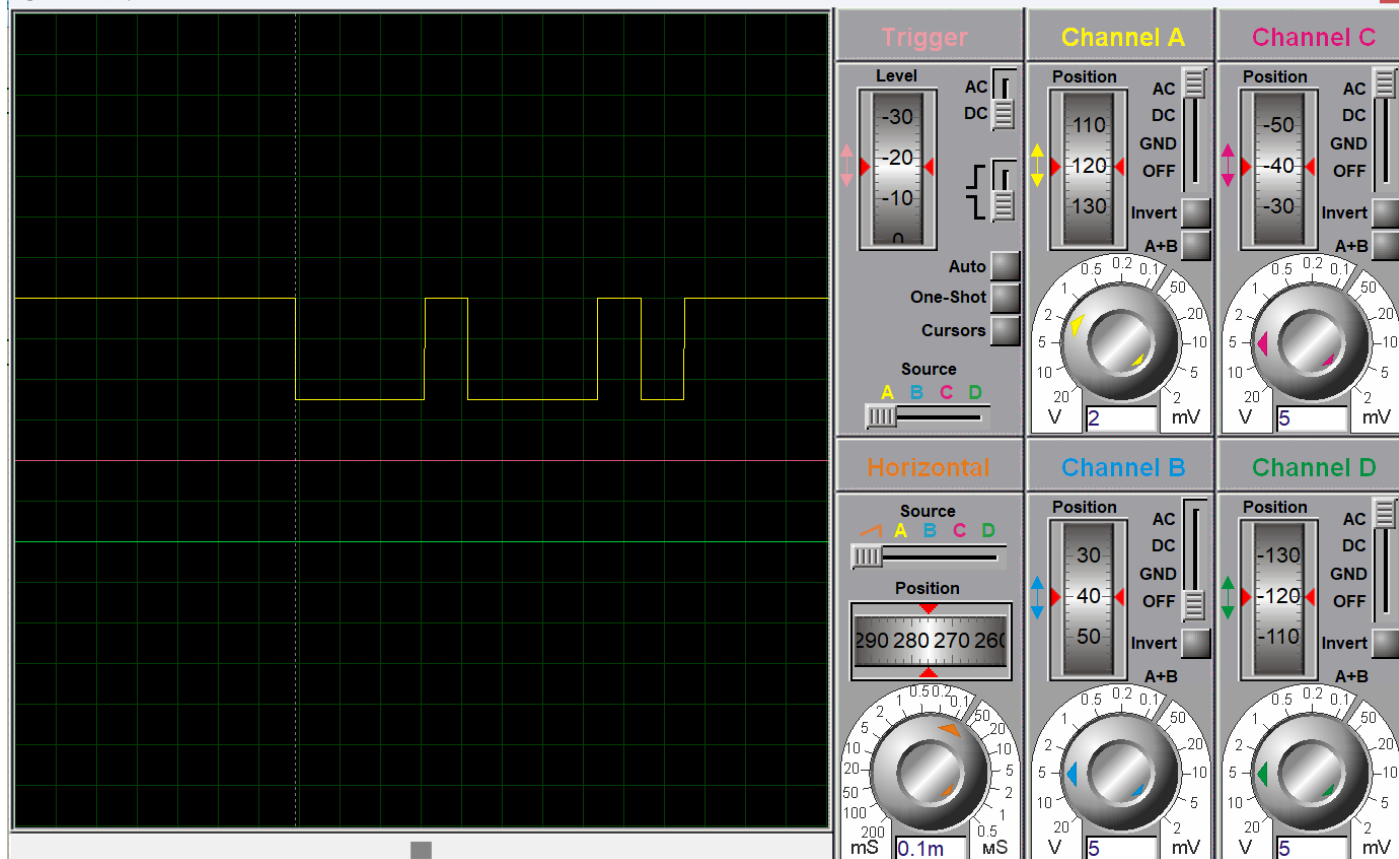 Trigger
Level
AC
DC
-30
-20
-10
0
Auto
One-Shot
Cursors
Source
A B C D
Channel A
Position
AC
DC
GND
OFF
110
120
130
Invert
A+B
20 10 5 2 1 0.5 0.2 0.1 50 20 10 5 2
V 2 mV
Channel C
Position
AC
DC
GND
OFF
-50
-40
-30
Invert
A+B
20 10 5 2 1 0.5 0.2 0.1 50 20 10 5 2
V 5 mV
Horizontal
Source
A B C D
Position
290 280 270 260
200 100 50 20 10 5 2 1 0.5 0.2 0.1 50 20 10 5 2 1 0.5
mS 0.1m мS
Channel B
Position
AC
DC
GND
OFF
30
40
50
Invert
A+B
20 10 5 2 1 0.5 0.2 0.1 50 20 10 5 2
V 5 mV
Channel D
Position
AC
DC
GND
OFF
-130
-120
-110
Invert
A+B
20 10 5 2 1 0.5 0.2 0.1 50 20 10 5 2
V 5 mV